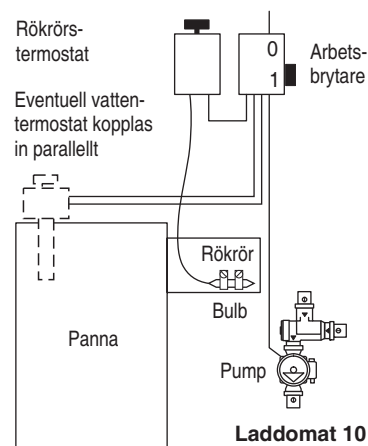 Rökrörs-
termostat
0
1
Arbets-
brytare
Eventuell vatten-
termostat kopplas
in parallellt
Rökrör
Bulb
Panna
Pump
Laddomat 10